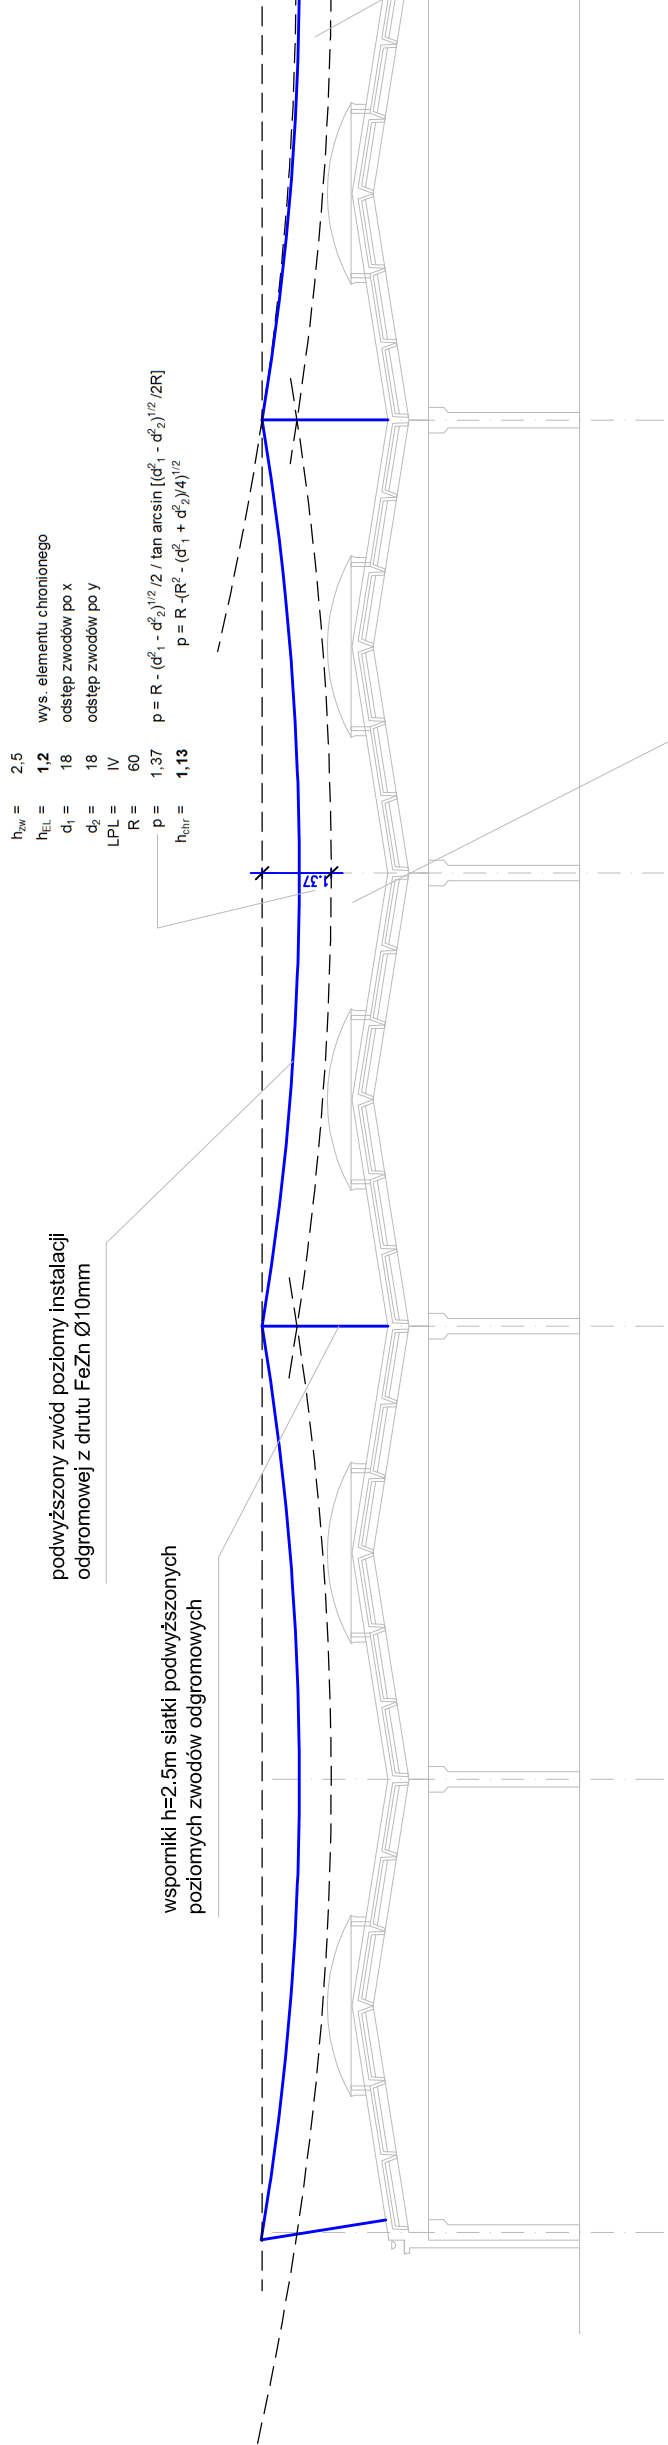 h_zw = 2,5
h_EL = 1,2 wys. elementu chronionego
d_1 = 18 odstęp zwodów po x
d_2 = 18 odstęp zwodów po y
LPL = IV
R = 60
p = 1,37 p = R - (d²_1 - d²_2)^1/2 /2 / tan arcsin [(d²_1 - d²_2)^1/2 /2R]
h_chr = 1,13 p = R -(R² - (d²_1 + d²_2)/4)^1/2
1.37
podwyższony zwód poziomy instalacji
odgromowej z drutu FeZn Ø10mm
wsporniki h=2.5m siatki podwyższonych
poziomych zwodów odgromowych